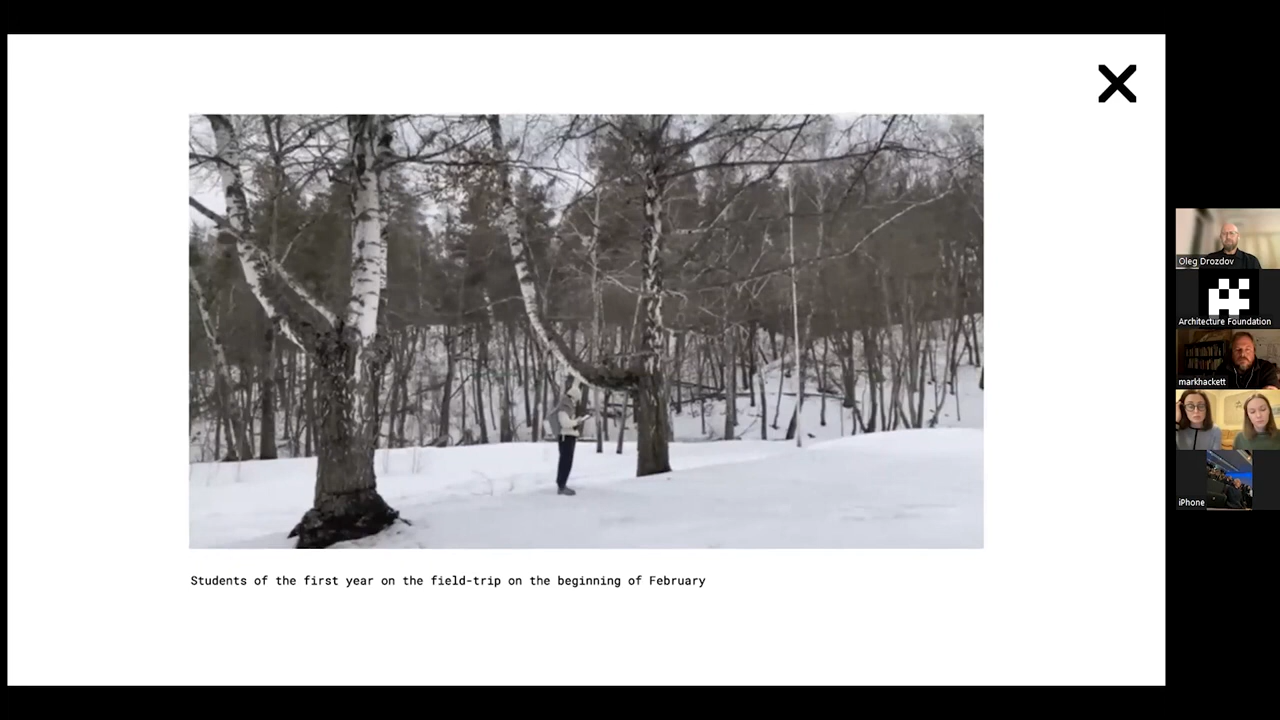 Students of the first year on the field-trip on the beginning of February
Oleg Drozdov
Architecture Foundation
markhackett
iPhone